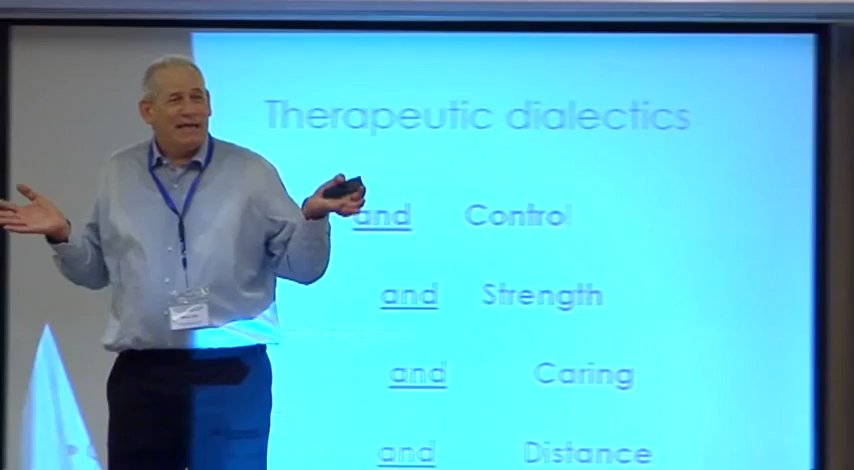 Therapeutic dialectics
and Control
and Strength
and Caring
and Distance